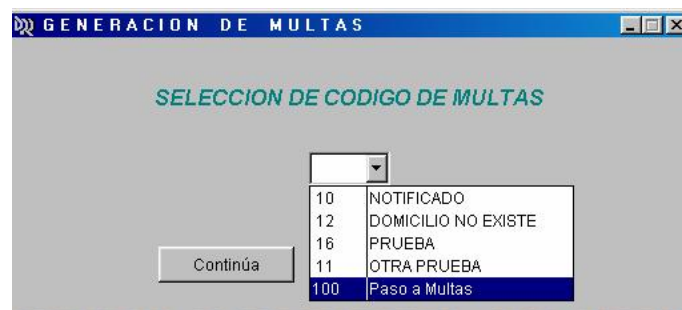 GENERACION DE MULTAS
SELECCION DE CODIGO DE MULTAS
10 NOTIFICADO
12 DOMICILIO NO EXISTE
16 PRUEBA
11 OTRA PRUEBA
100 Paso a Multas
Continúa